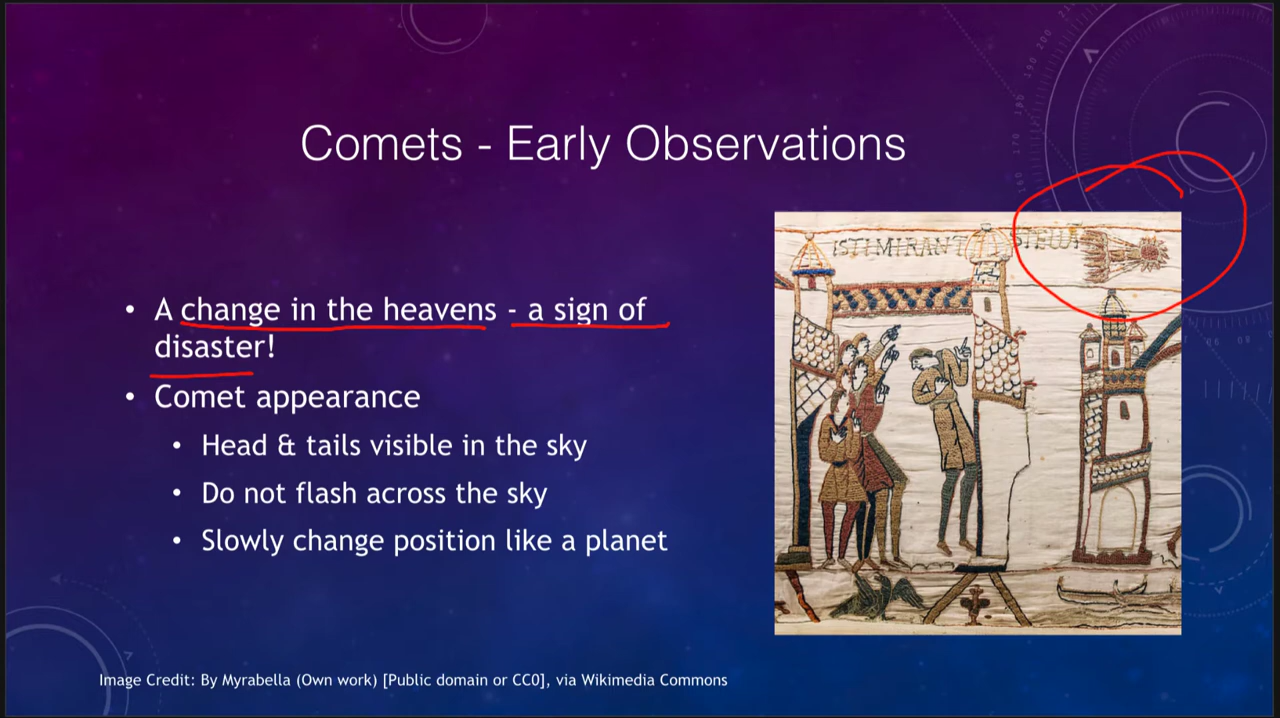 Comets - Early Observations
ISTI MIRANT STELLA
• A change in the heavens - a sign of
disaster!
• Comet appearance
• Head & tails visible in the sky
• Do not flash across the sky
• Slowly change position like a planet
Image Credit: By Myrabella (Own work) [Public domain or CC0], via Wikimedia Commons